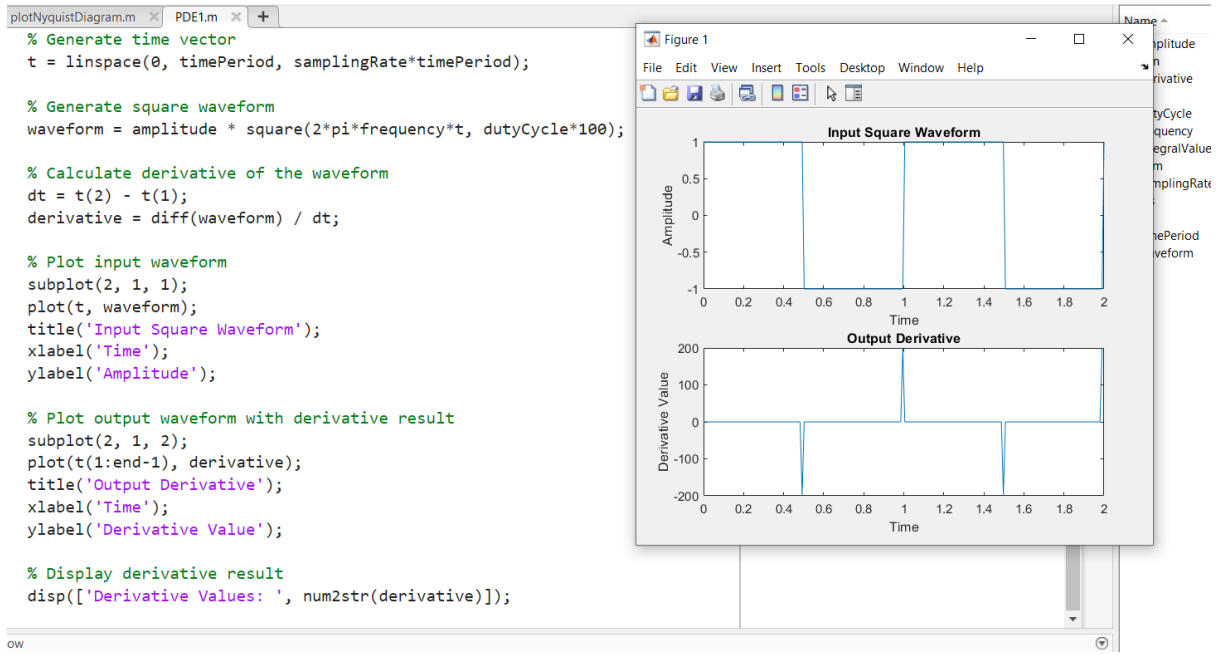 plotNyquistDiagram.m × PDE1.m × +
% Generate time vector
t = linspace(0, timePeriod, samplingRate*timePeriod);
% Generate square waveform
waveform = amplitude * square(2*pi*frequency*t, dutyCycle*100);
% Calculate derivative of the waveform
dt = t(2) - t(1);
derivative = diff(waveform) / dt;
% Plot input waveform
subplot(2, 1, 1);
plot(t, waveform);
title('Input Square Waveform');
xlabel('Time');
ylabel('Amplitude');
% Plot output waveform with derivative result
subplot(2, 1, 2);
plot(t(1:end-1), derivative);
title('Output Derivative');
xlabel('Time');
ylabel('Derivative Value');
% Display derivative result
disp(['Derivative Values: ', num2str(derivative)]);
ow
Figure 1
File Edit View Insert Tools Desktop Window Help
Input Square Waveform
Amplitude
1
0.5
0
-0.5
-1
0 0.2 0.4 0.6 0.8 1 1.2 1.4 1.6 1.8 2
Time
Output Derivative
Derivative Value
200
100
0
-100
-200
0 0.2 0.4 0.6 0.8 1 1.2 1.4 1.6 1.8 2
Time
Name
mplitude
rivative
tyCycle
quency
egralValue
m
mplingRate
nePeriod
veform